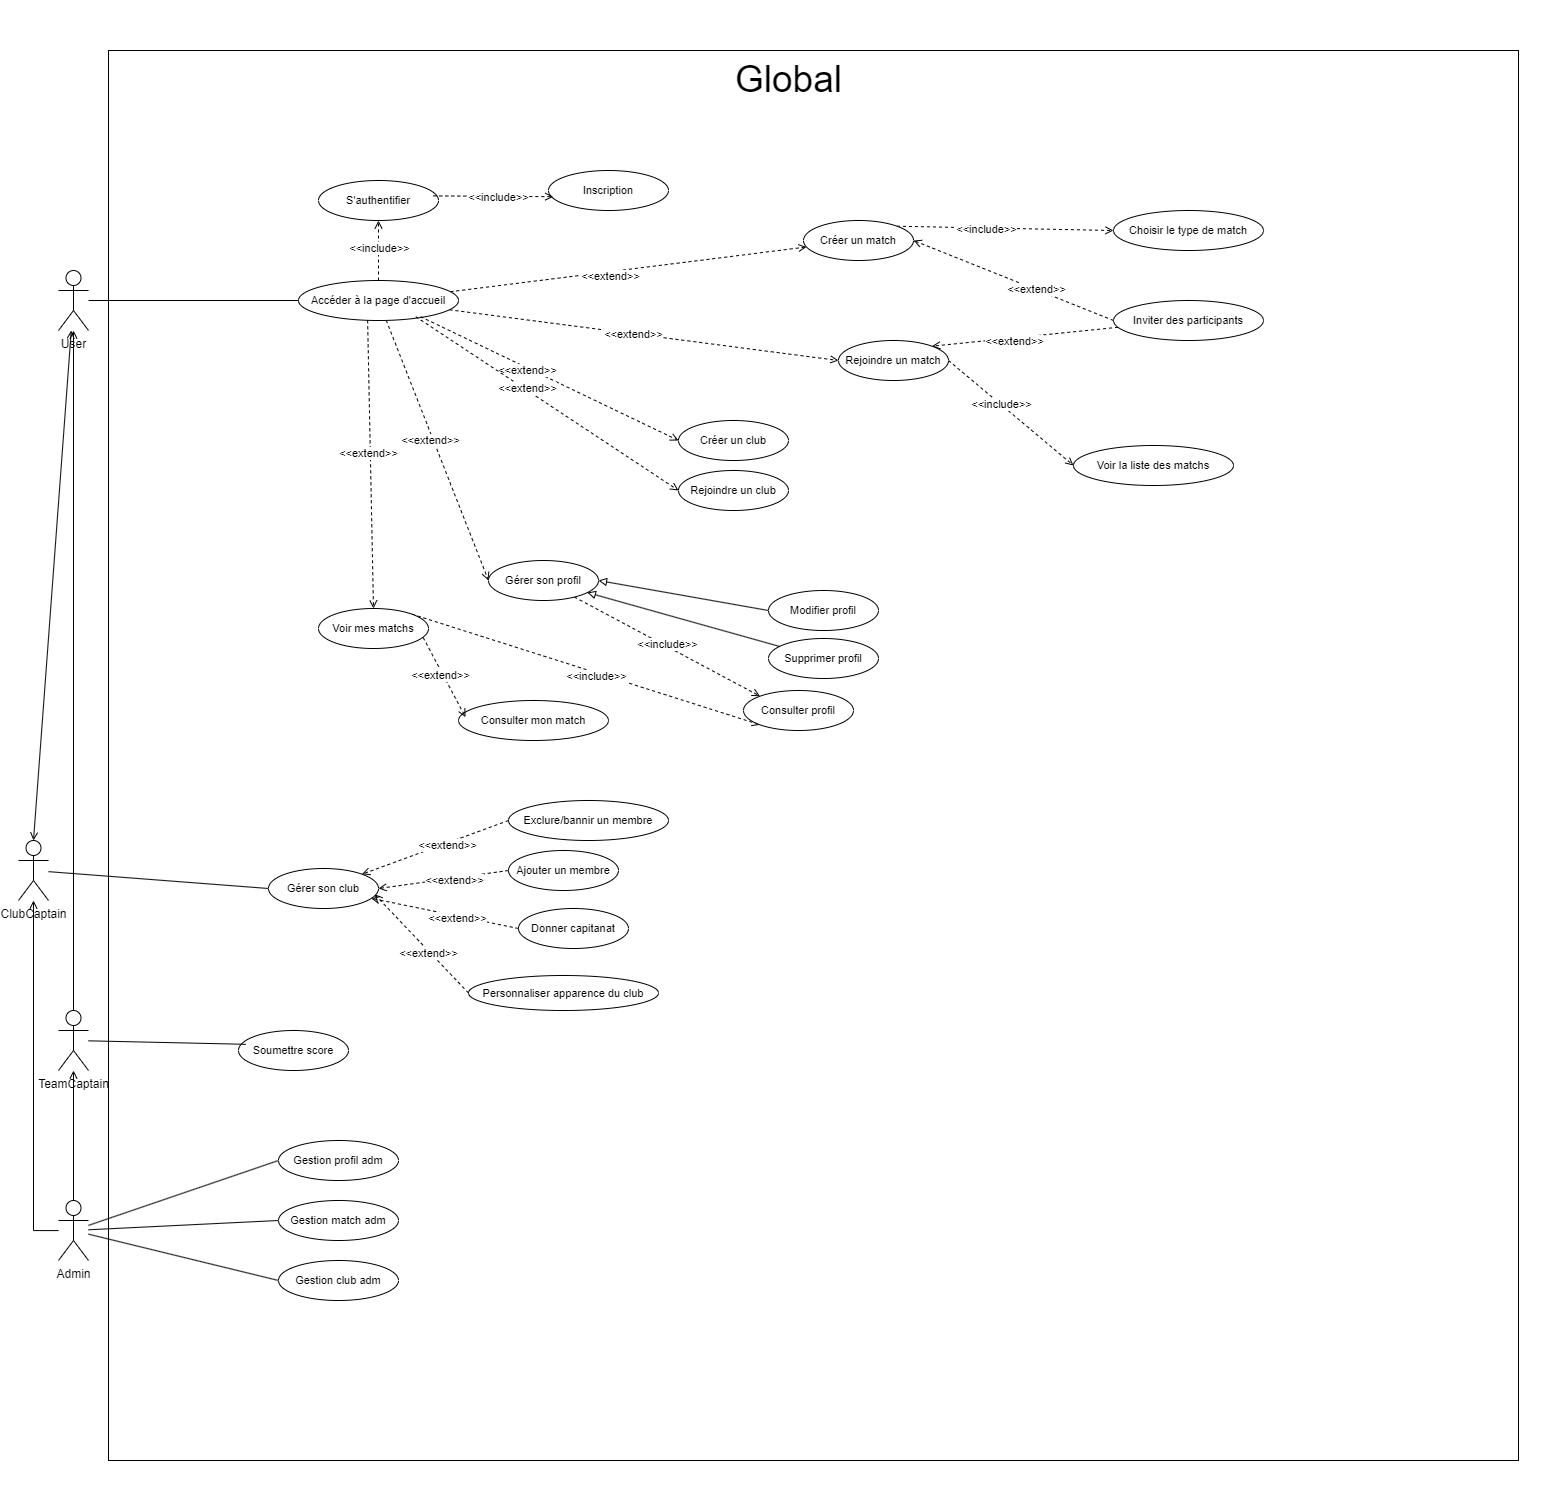 Global
Inscription
S'authentifier
<<include>>
Choisir le type de match
<<include>>
Créer un match
<<include>>
<<extend>>
<<extend>>
Accéder à la page d'accueil
Inviter des participants
<<extend>>
<<extend>>
User
Rejoindre un match
<<extend>>
<<extend>>
<<include>>
<<extend>>
Créer un club
<<extend>>
Voir la liste des matchs
Rejoindre un club
Gérer son profil
Modifier profil
Voir mes matchs
<<include>>
Supprimer profil
<<extend>>
<<include>>
Consulter profil
Consulter mon match
Exclure/bannir un membre
<<extend>>
Ajouter un membre
<<extend>>
Gérer son club
ClubCaptain
<<extend>>
Donner capitanat
<<extend>>
Personnaliser apparence du club
Soumettre score
TeamCaptain
Gestion profil adm
Gestion match adm
Admin
Gestion club adm